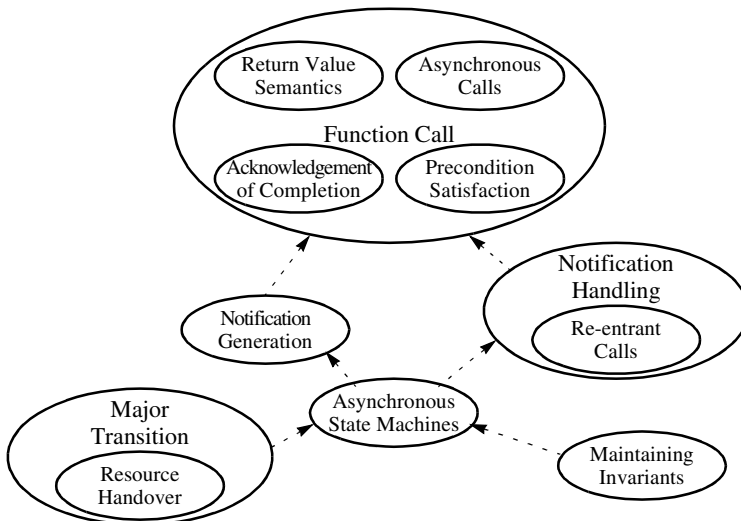 Return Value
Semantics
Asynchronous
Calls
Function Call
Acknowledgement
of Completion
Precondition
Satisfaction
Notification
Handling
Re-entrant
Calls
Notification
Generation
Asynchronous
State Machines
Major
Transition
Resource
Handover
Maintaining
Invariants